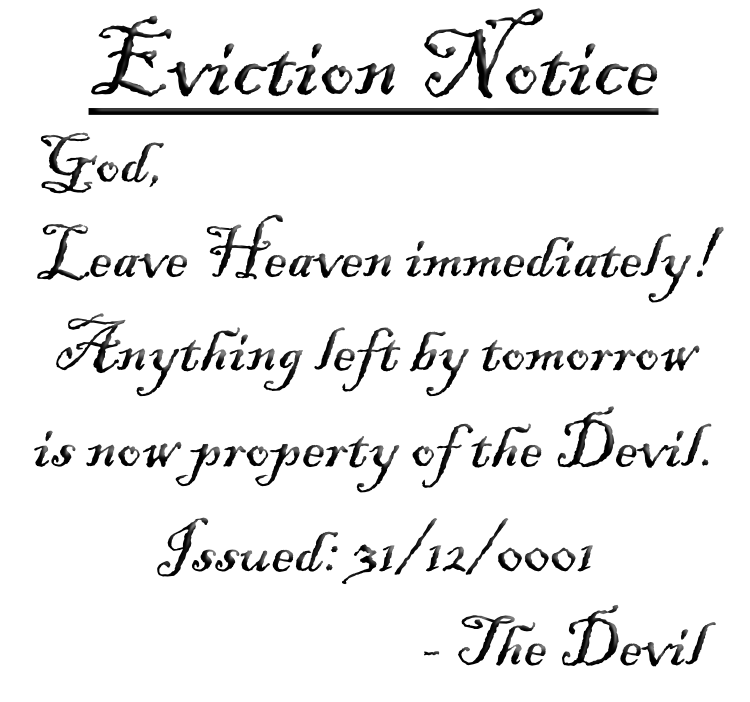 Eviction Notice
God,
Leave Heaven immediately!
Anything left by tomorrow
is now property of the Devil.
Issued: 31/12/0001
- The Devil